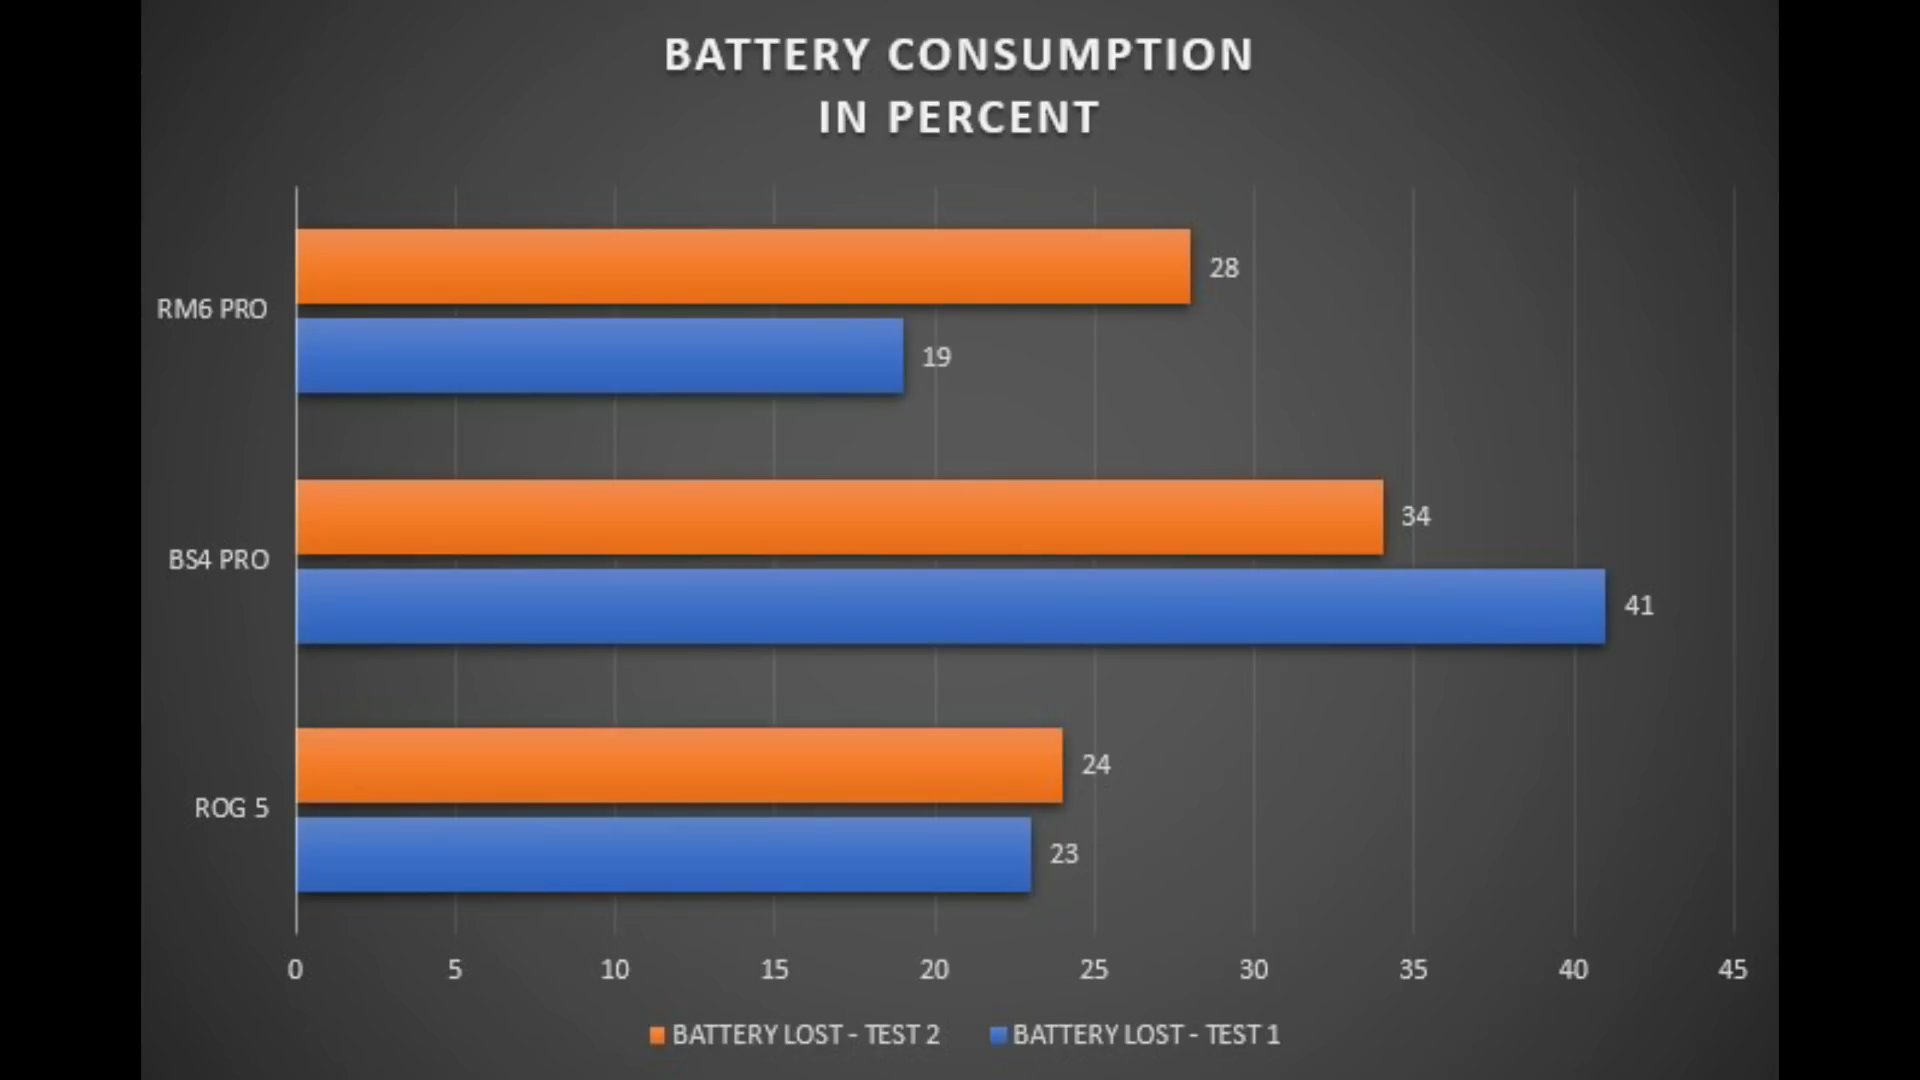 BATTERY CONSUMPTION
IN PERCENT
28
RM6 PRO
19
34
BS4 PRO
41
24
ROG 5
23
0 5 10 15 20 25 30 35 40 45
BATTERY LOST - TEST 2 BATTERY LOST - TEST 1